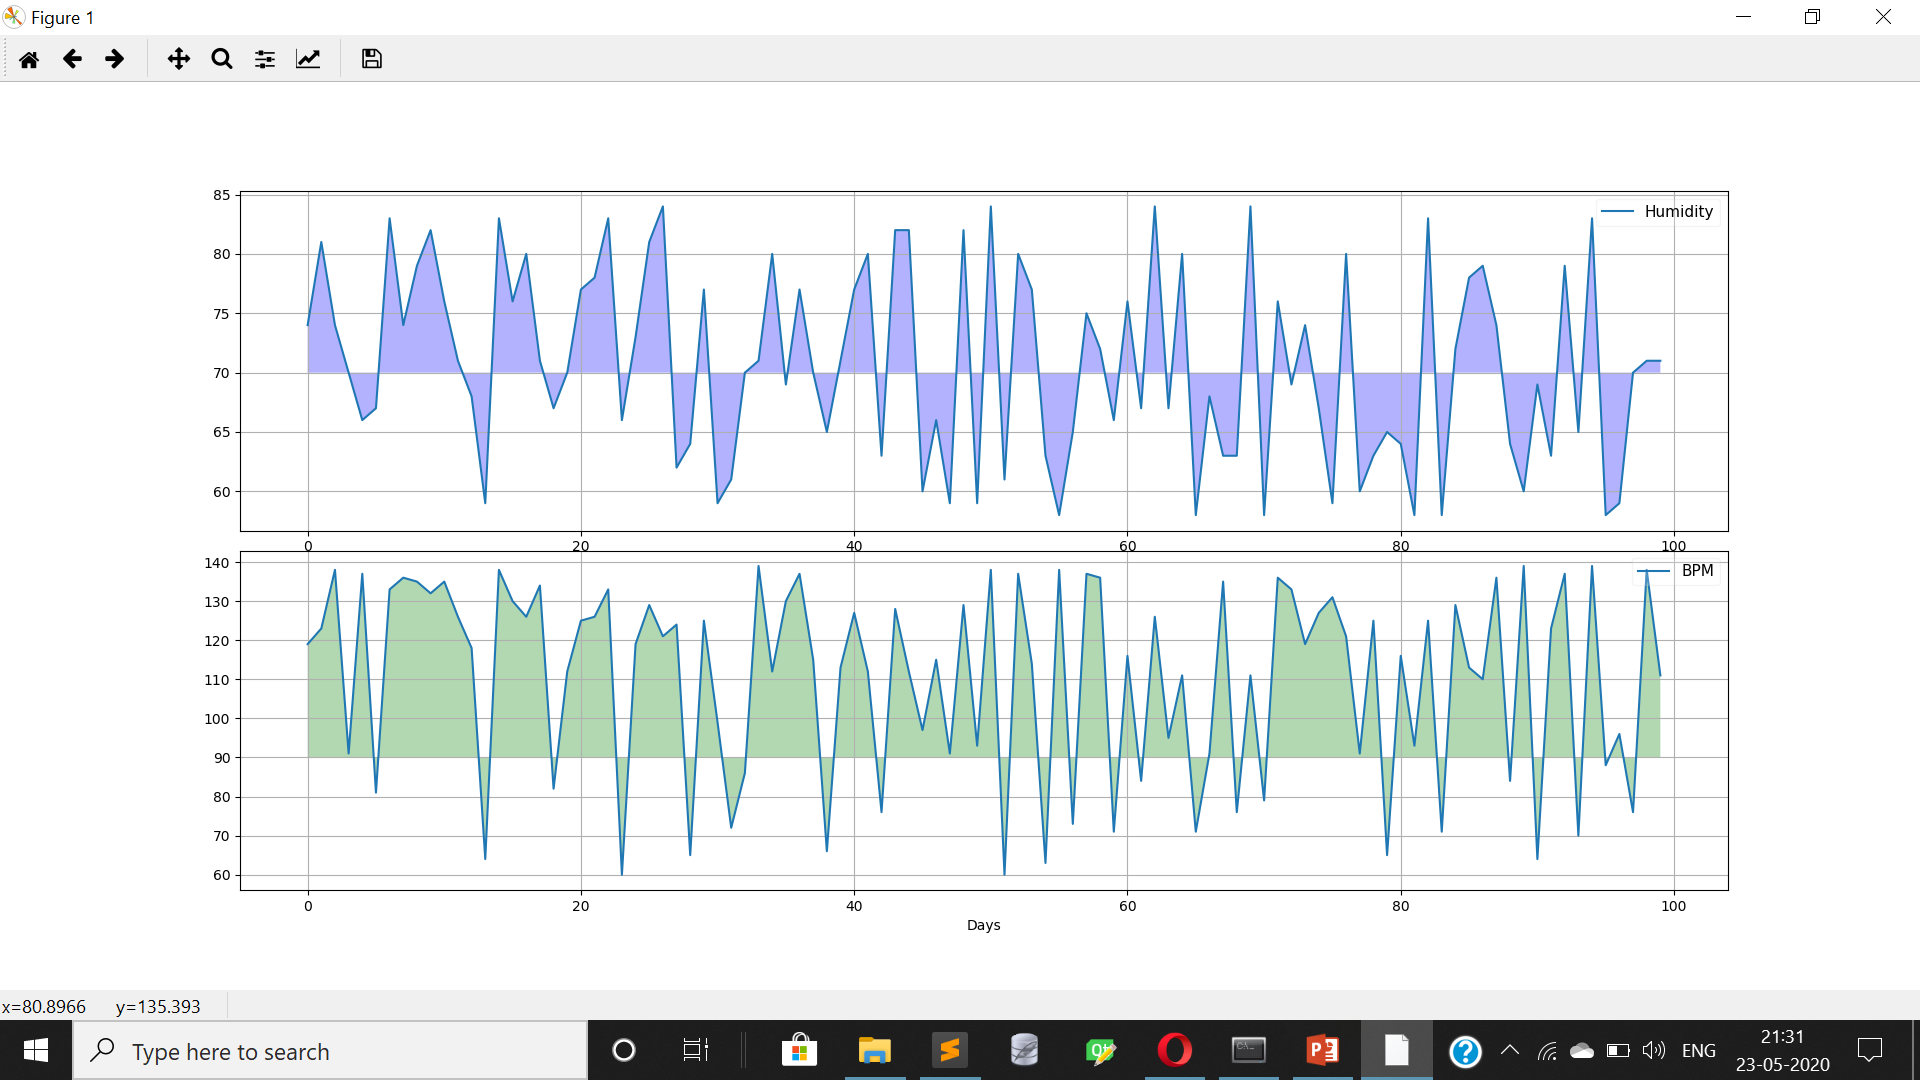 Figure 1
85
Humidity
80
75
70
65
60
0 20 40 60 80 100
140
BPM
130
120
110
100
90
80
70
60
0 20 40 60 80 100
Days
x=80.8966 y=135.393
Type here to search
Qt
ENG
21:31
23-05-2020